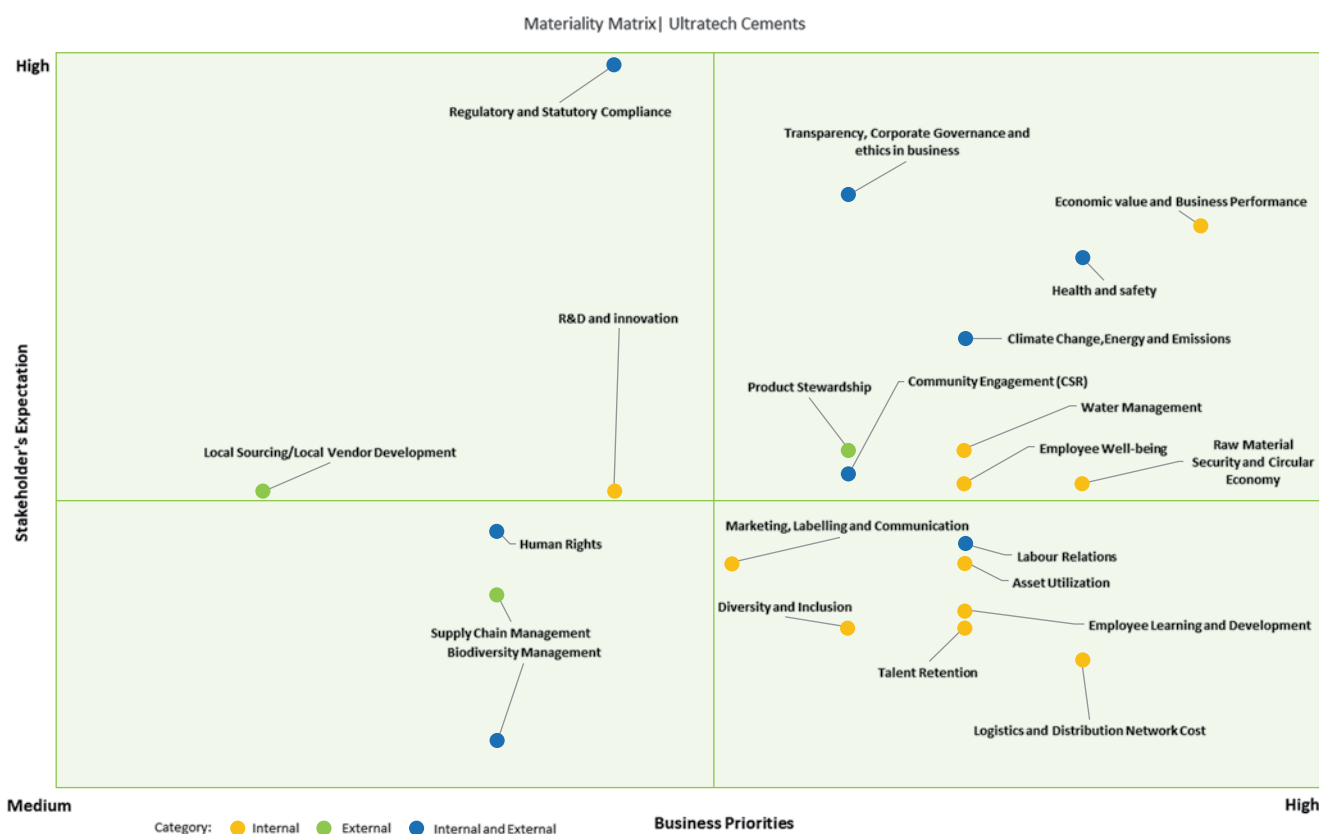 Materiality Matrix| Ultratech Cements
High
Regulatory and Statutory Compliance
Transparency, Corporate Governance and
ethics in business
Economic value and Business Performance
Health and safety
R&D and innovation
Climate Change,Energy and Emissions
Product Stewardship
Community Engagement (CSR)
Water Management
Local Sourcing/Local Vendor Development
Employee Well-being
Raw Material
Security and Circular
Economy
Stakeholder's Expectation
Marketing, Labelling and Communication
Human Rights
Labour Relations
Asset Utilization
Diversity and Inclusion
Employee Learning and Development
Supply Chain Management
Biodiversity Management
Talent Retention
Logistics and Distribution Network Cost
Medium
High
Business Priorities
Category: Internal External Internal and External